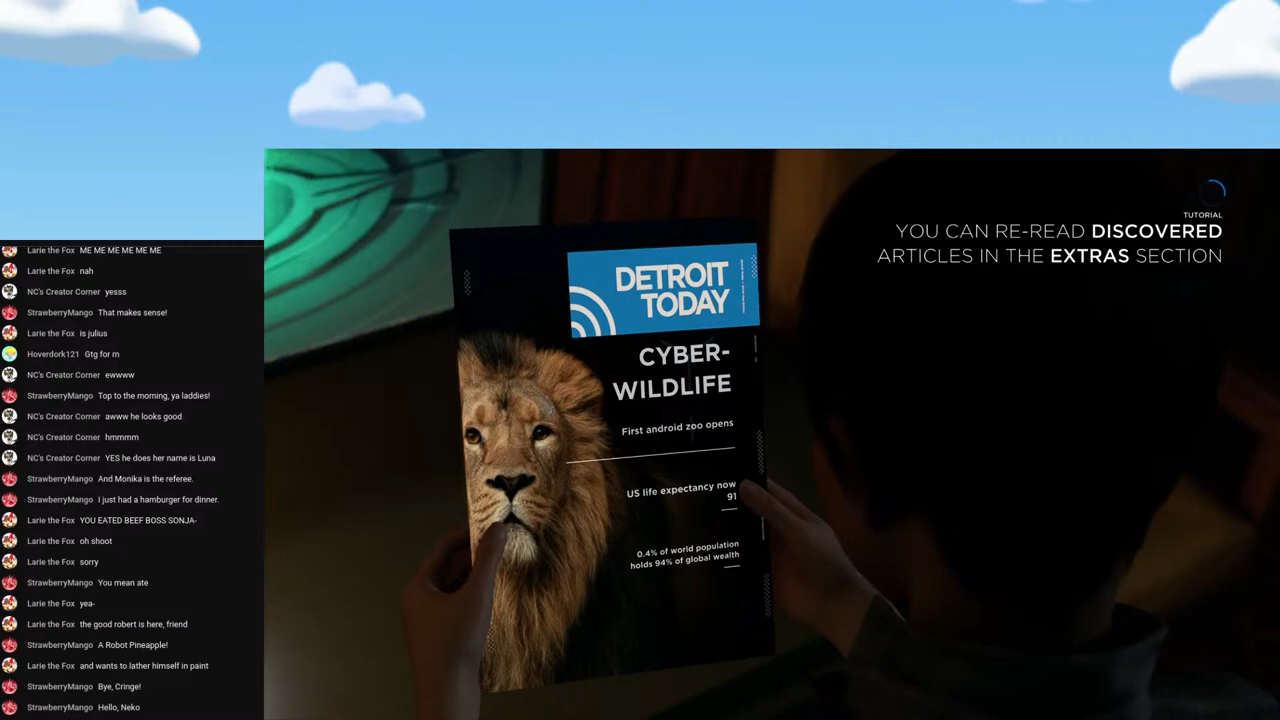 Larie the Fox ME ME ME ME ME ME
Larie the Fox nah
NC's Creator Corner yesss
StrawberryMango That makes sense!
Larie the Fox is julius
Hoverdork121 Gtg for rn
NC's Creator Corner ewwww
StrawberryMango Top to the morning, ya laddies!
NC's Creator Corner awww he looks good
NC's Creator Corner hmmmm
NC's Creator Corner YES he does her name is Luna
StrawberryMango And Monika is the referee.
StrawberryMango I just had a hamburger for dinner.
Larie the Fox YOU EATED BEEF BOSS SONJA-
Larie the Fox oh shoot
Larie the Fox sorry
StrawberryMango You mean ate
Larie the Fox yea-
Larie the Fox the good robert is here, friend
StrawberryMango A Robot Pineapple!
Larie the Fox and wants to lather himself in paint
StrawberryMango Bye, Cringe!
StrawberryMango Hello, Neko
TUTORIAL
YOU CAN RE-READ DISCOVERED
ARTICLES IN THE EXTRAS SECTION
DETROIT
TODAY
CYBER-
WILDLIFE
First android zoo opens
US life expectancy now
91
0.4% of world population
holds 94% of global wealth